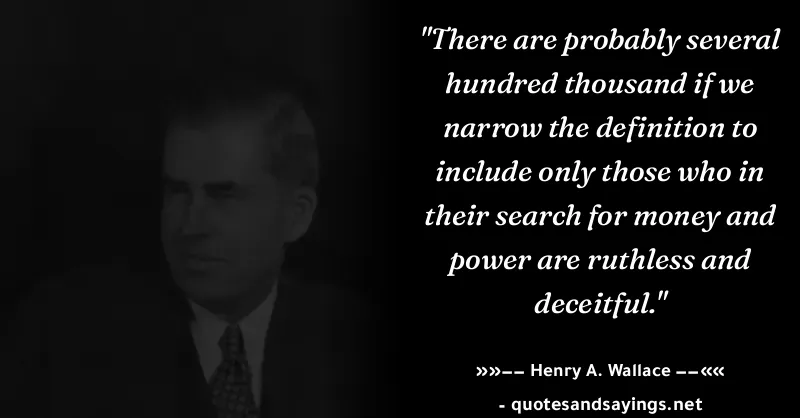 "There are probably several
hundred thousand if we
narrow the definition to
include only those who in
their search for money and
power are ruthless and
deceitful."
»»−− Henry A. Wallace −−««
- quotesandsayings.net